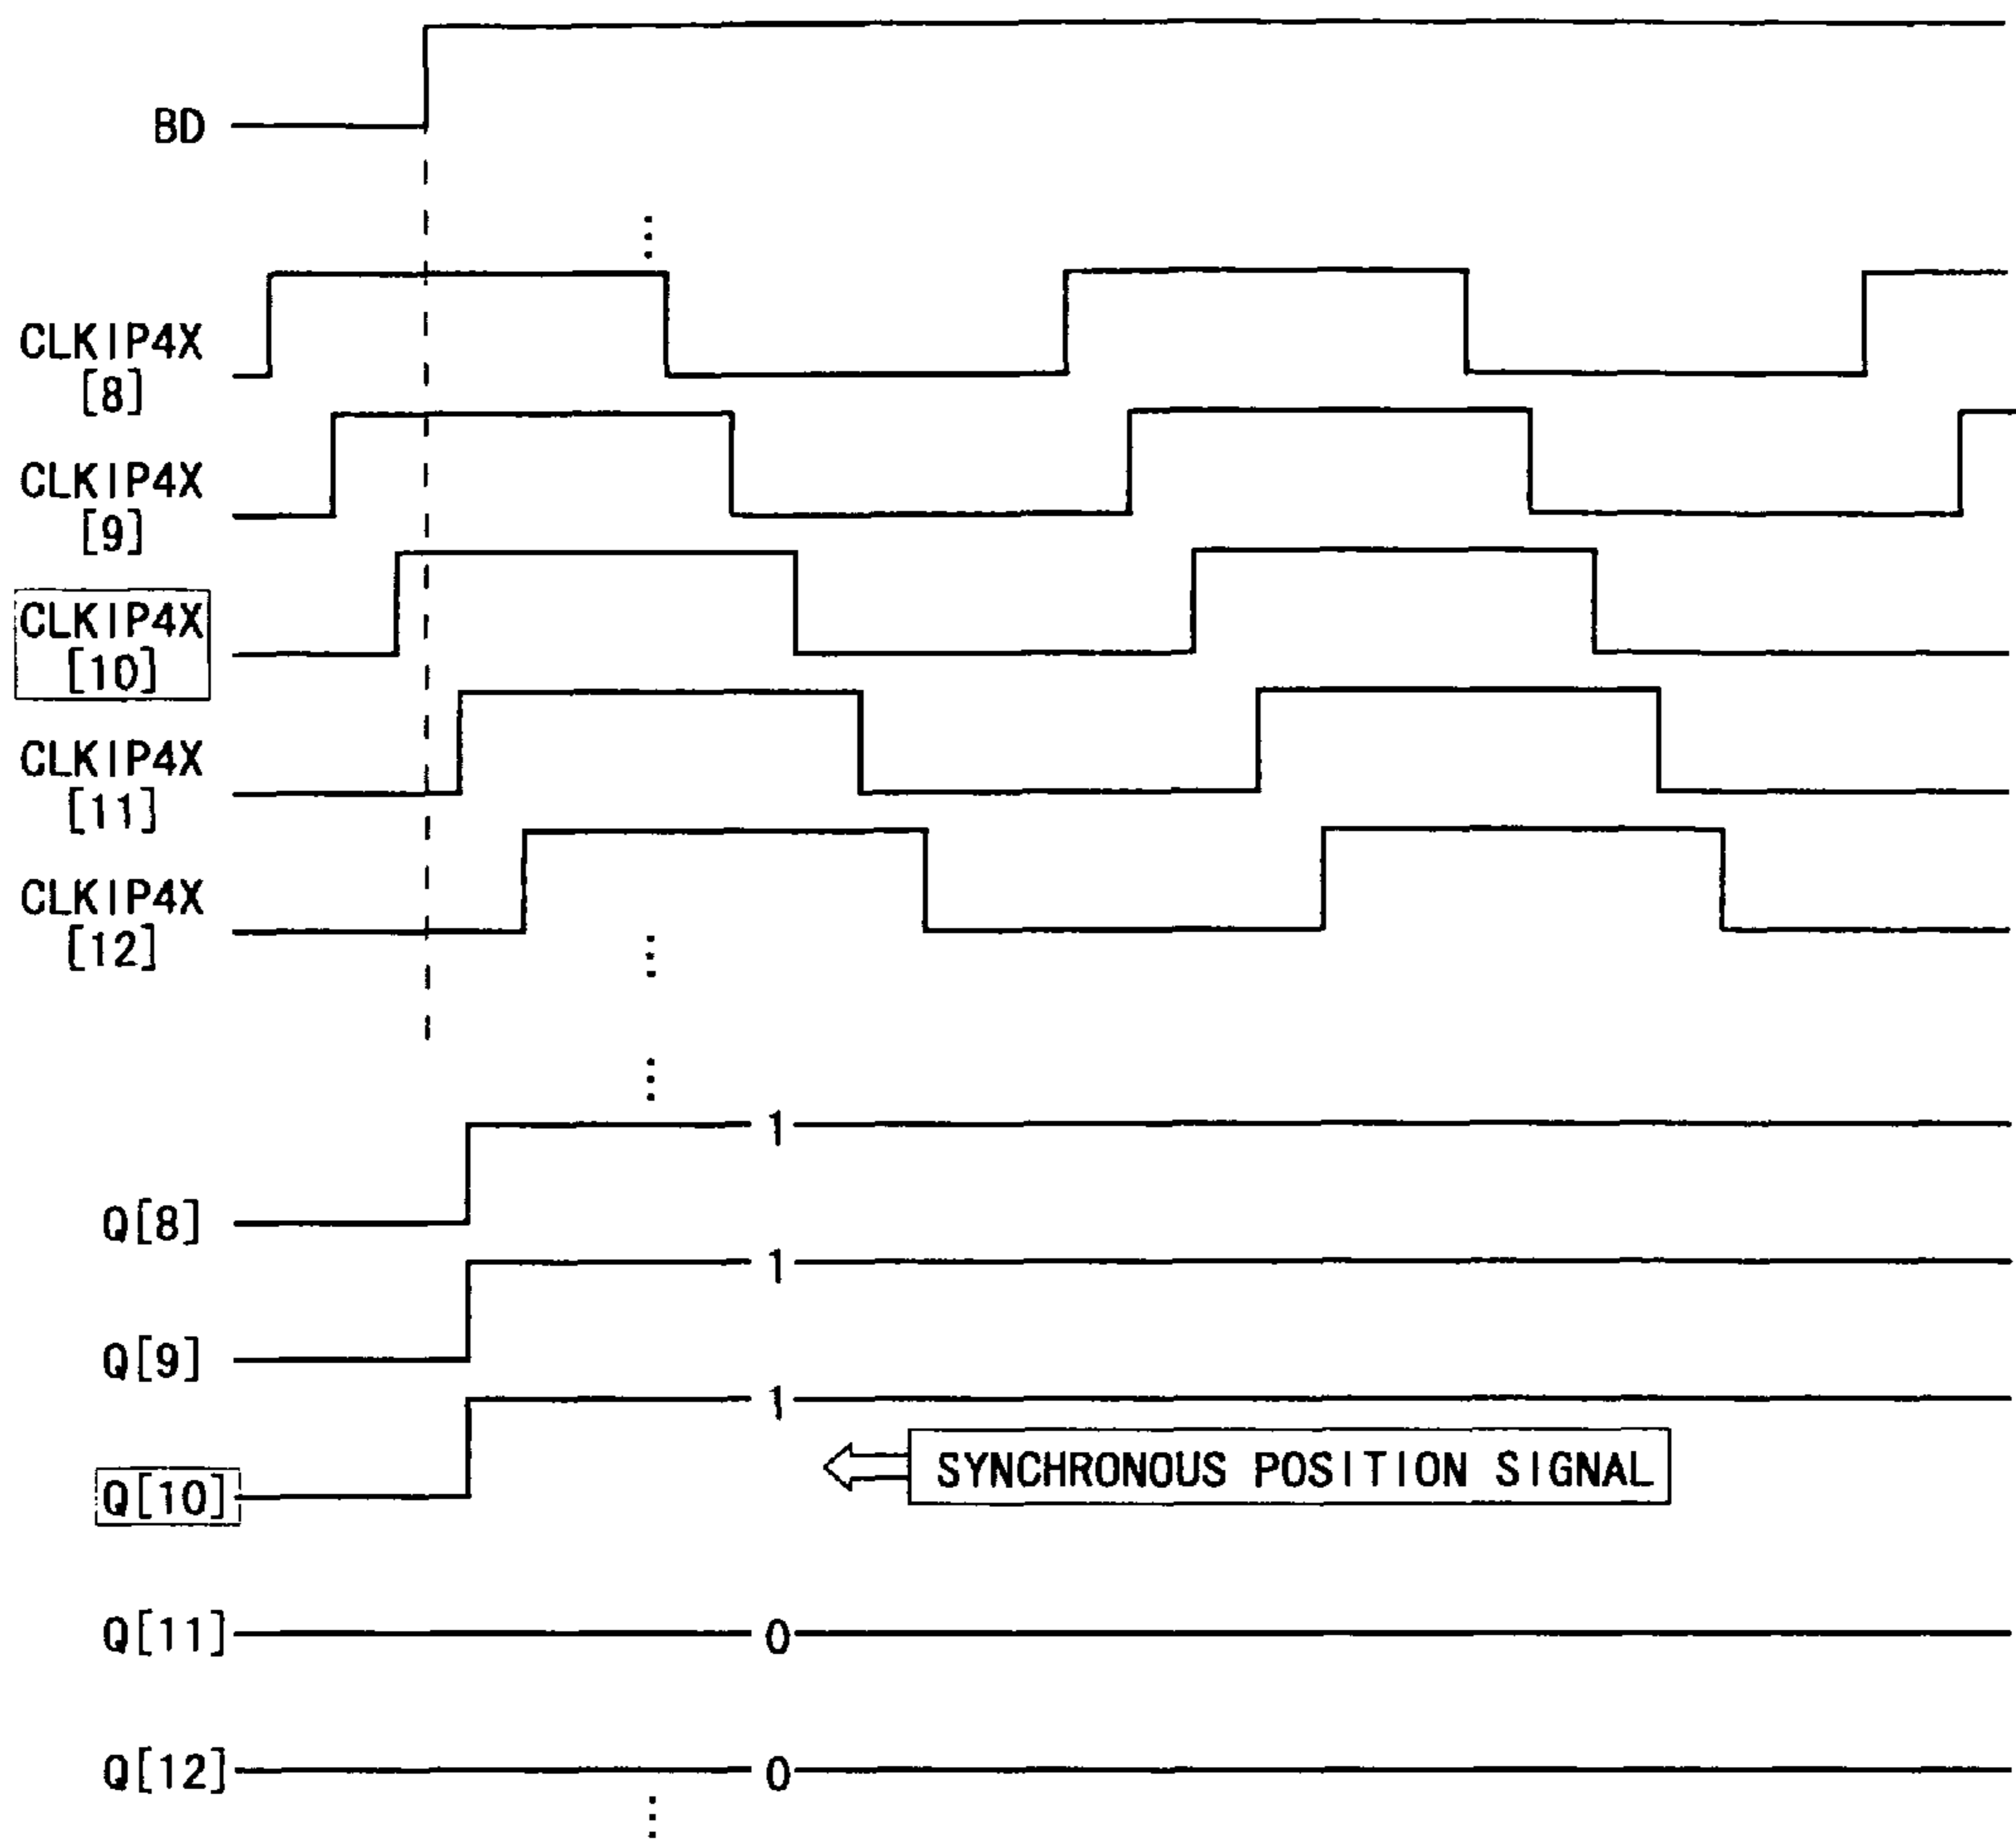 BD
CLKIP4X
[8]
CLKIP4X
[9]
CLKIP4X
[10]
CLKIP4X
[11]
CLKIP4X
[12]
1
Q[8]
1
Q[9]
1
Q[10]
SYNCHRONOUS POSITION SIGNAL
Q[11]
0
Q[12]
0